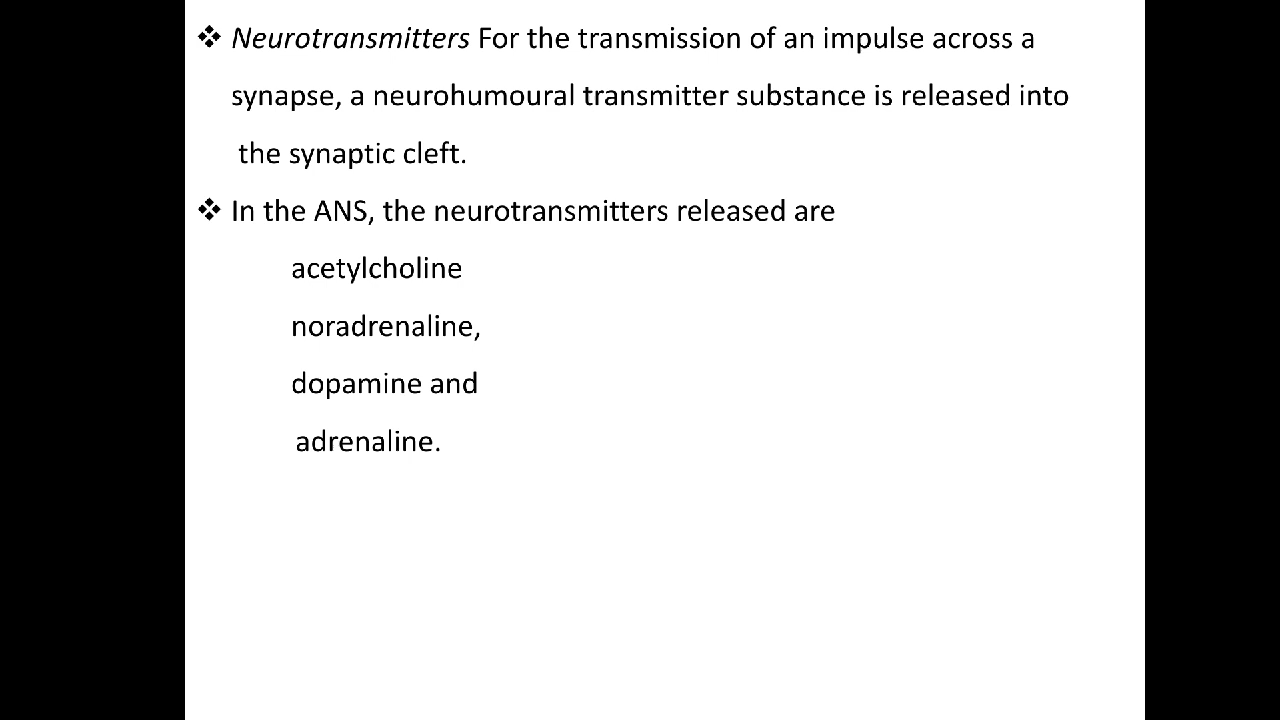 ❖ Neurotransmitters For the transmission of an impulse across a
synapse, a neurohumoural transmitter substance is released into
the synaptic cleft.
❖ In the ANS, the neurotransmitters released are
acetylcholine
noradrenaline,
dopamine and
adrenaline.